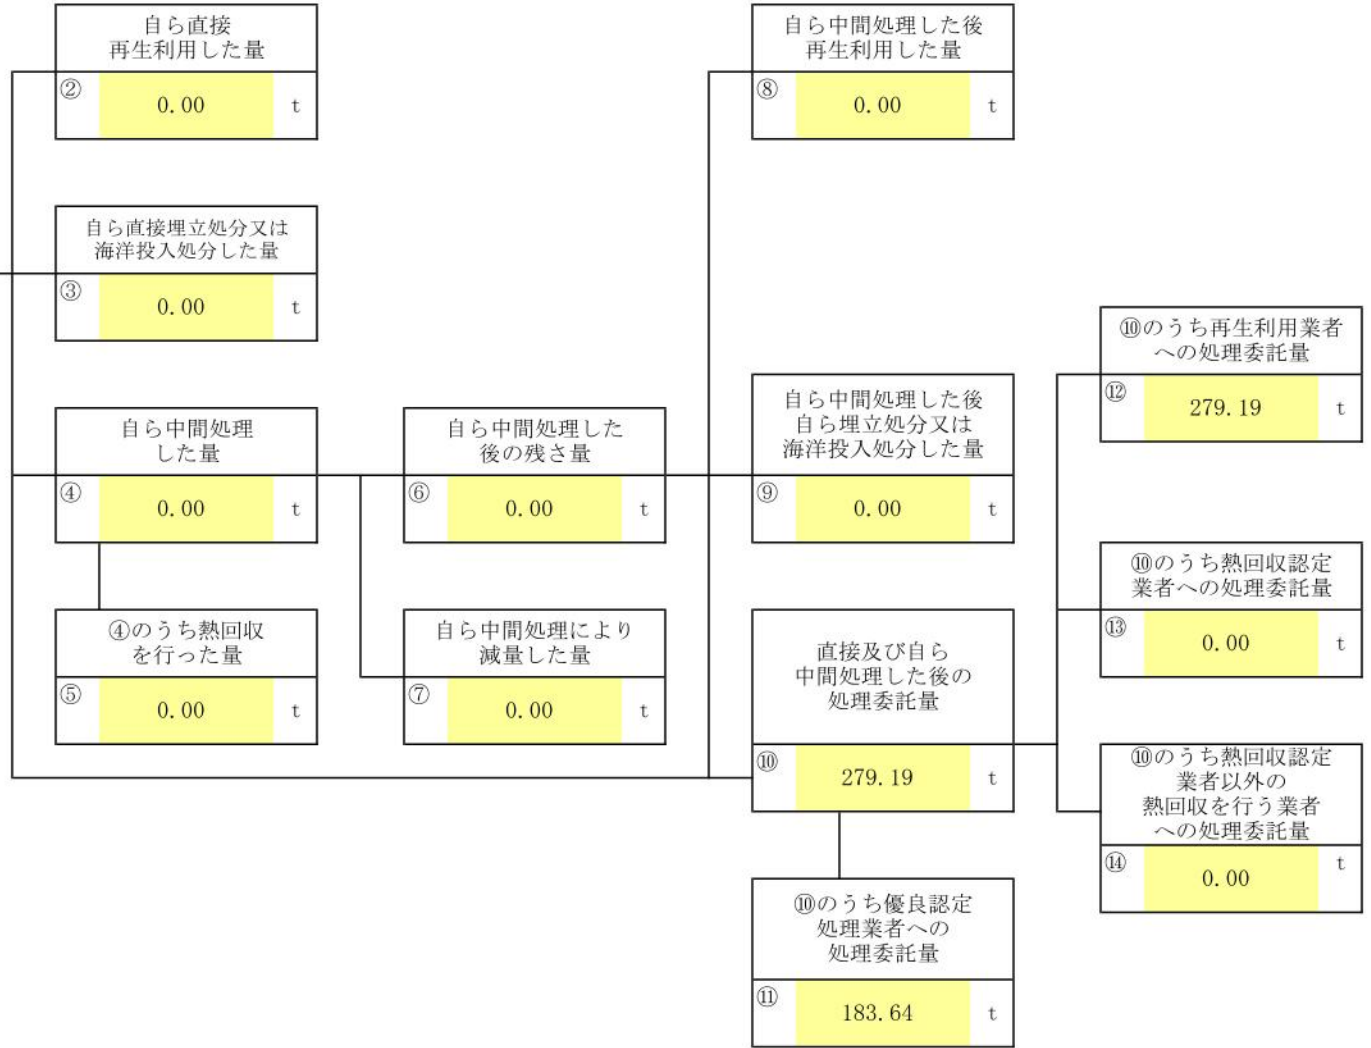 自ら直接
再生利用した量
②
0.00
t
自ら中間処理した後
再生利用した量
⑧
0.00
t
自ら直接埋立処分又は
海洋投入処分した量
③
0.00
t
⑩のうち再生利用業者
への処理委託量
⑫
279.19
t
自ら中間処理
した量
④
0.00
t
自ら中間処理した
後の残さ量
⑥
0.00
t
自ら中間処理した後
自ら埋立処分又は
海洋投入処分した量
⑨
0.00
t
⑩のうち熱回収認定
業者への処理委託量
⑬
0.00
t
④のうち熱回収
を行った量
⑤
0.00
t
自ら中間処理により
減量した量
⑦
0.00
t
直接及び自ら
中間処理した後の
処理委託量
⑩
279.19
t
⑩のうち熱回収認定
業者以外の
熱回収を行う業者
への処理委託量
⑭
0.00
t
⑩のうち優良認定
処理業者への
処理委託量
⑪
183.64
t